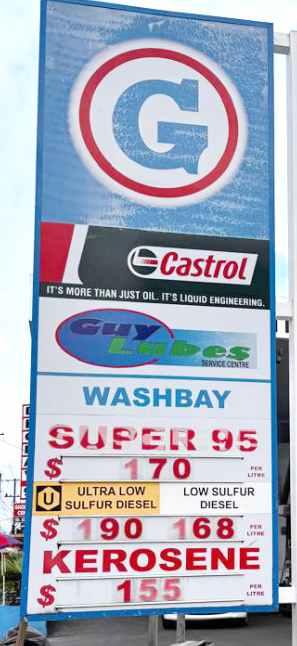 G
Castrol
IT'S MORE THAN JUST OIL. IT'S LIQUID ENGINEERING.
Guy Lubes
SERVICE CENTRE
WASHBAY
SUPER 95
$ 170 PER LITRE
U ULTRA LOW SULFUR DIESEL LOW SULFUR DIESEL
$ 190 168 PER LITRE
KEROSENE
$ 155 PER LITRE